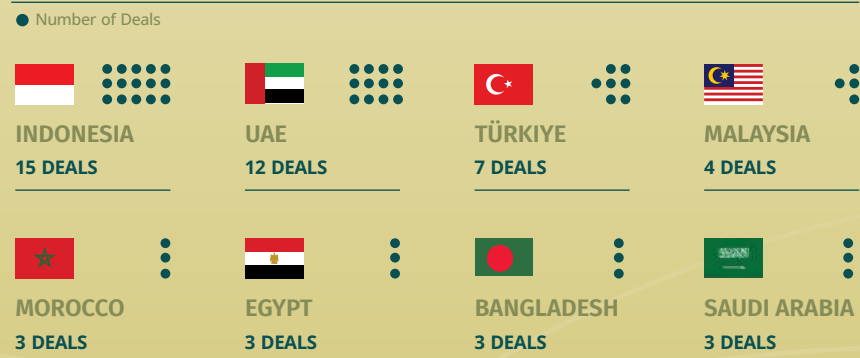 Number of Deals
INDONESIA
15 DEALS
UAE
12 DEALS
TÜRKIYE
7 DEALS
MALAYSIA
4 DEALS
MOROCCO
3 DEALS
EGYPT
3 DEALS
BANGLADESH
3 DEALS
SAUDI ARABIA
3 DEALS